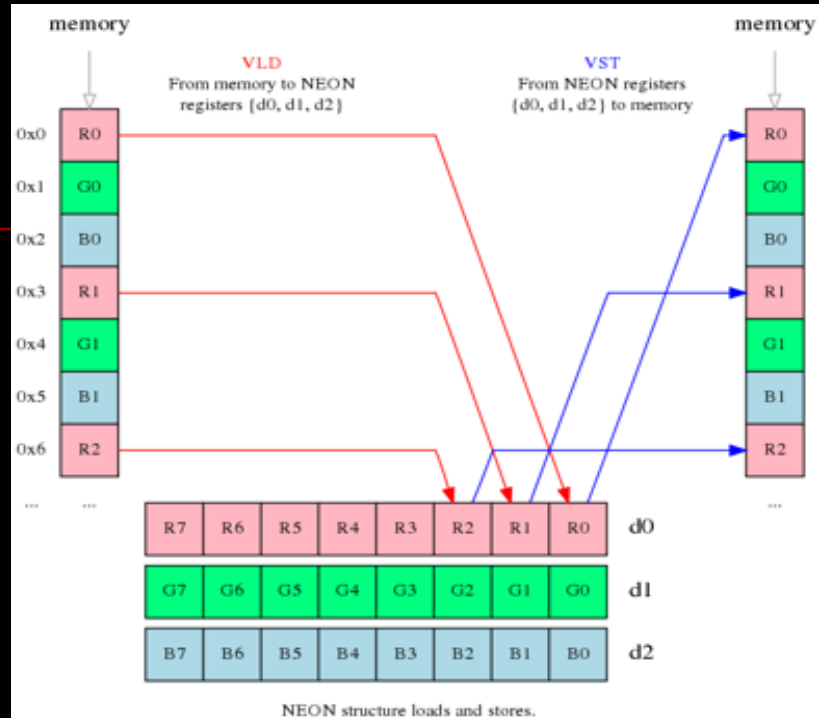 memory
memory
VLD
From memory to NEON
registers {d0, d1, d2}
VST
From NEON registers
{d0, d1, d2} to memory
0x0 R0 R0
0x1 G0 G0
0x2 B0 B0
0x3 R1 R1
0x4 G1 G1
0x5 B1 B1
0x6 R2 R2
... ... ...
R7 R6 R5 R4 R3 R2 R1 R0 d0
G7 G6 G5 G4 G3 G2 G1 G0 d1
B7 B6 B5 B4 B3 B2 B1 B0 d2
NEON structure loads and stores.